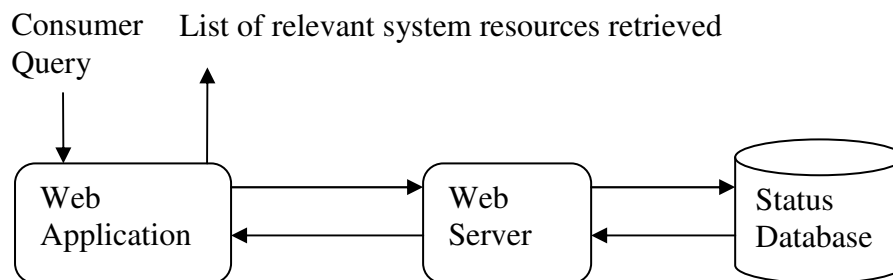 Consumer
Query
List of relevant system resources retrieved
Web
Application
Web
Server
Status
Database